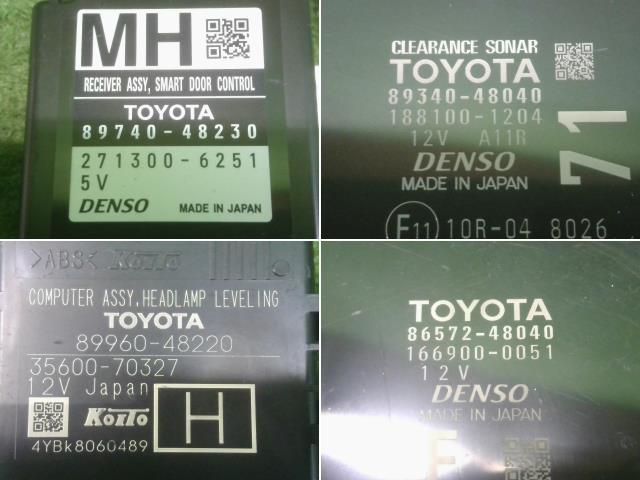 MH
RECEIVER ASSY, SMART DOOR CONTROL
TOYOTA
89740-48230
271300-6251
5V
DENSO MADE IN JAPAN
CLEARANCE SONAR
TOYOTA
89340-48040
188100-1204
12V A11R
DENSO
MADE IN JAPAN
71
E11 10R-04 8026
>ABS< KOITO
COMPUTER ASSY, HEADLAMP LEVELING
TOYOTA
89960-48220
35600-70327
12V Japan
KOITO
H
4YBk8060489
TOYOTA
86572-48040
166900-0051
12V
DENSO
MADE IN JAPAN